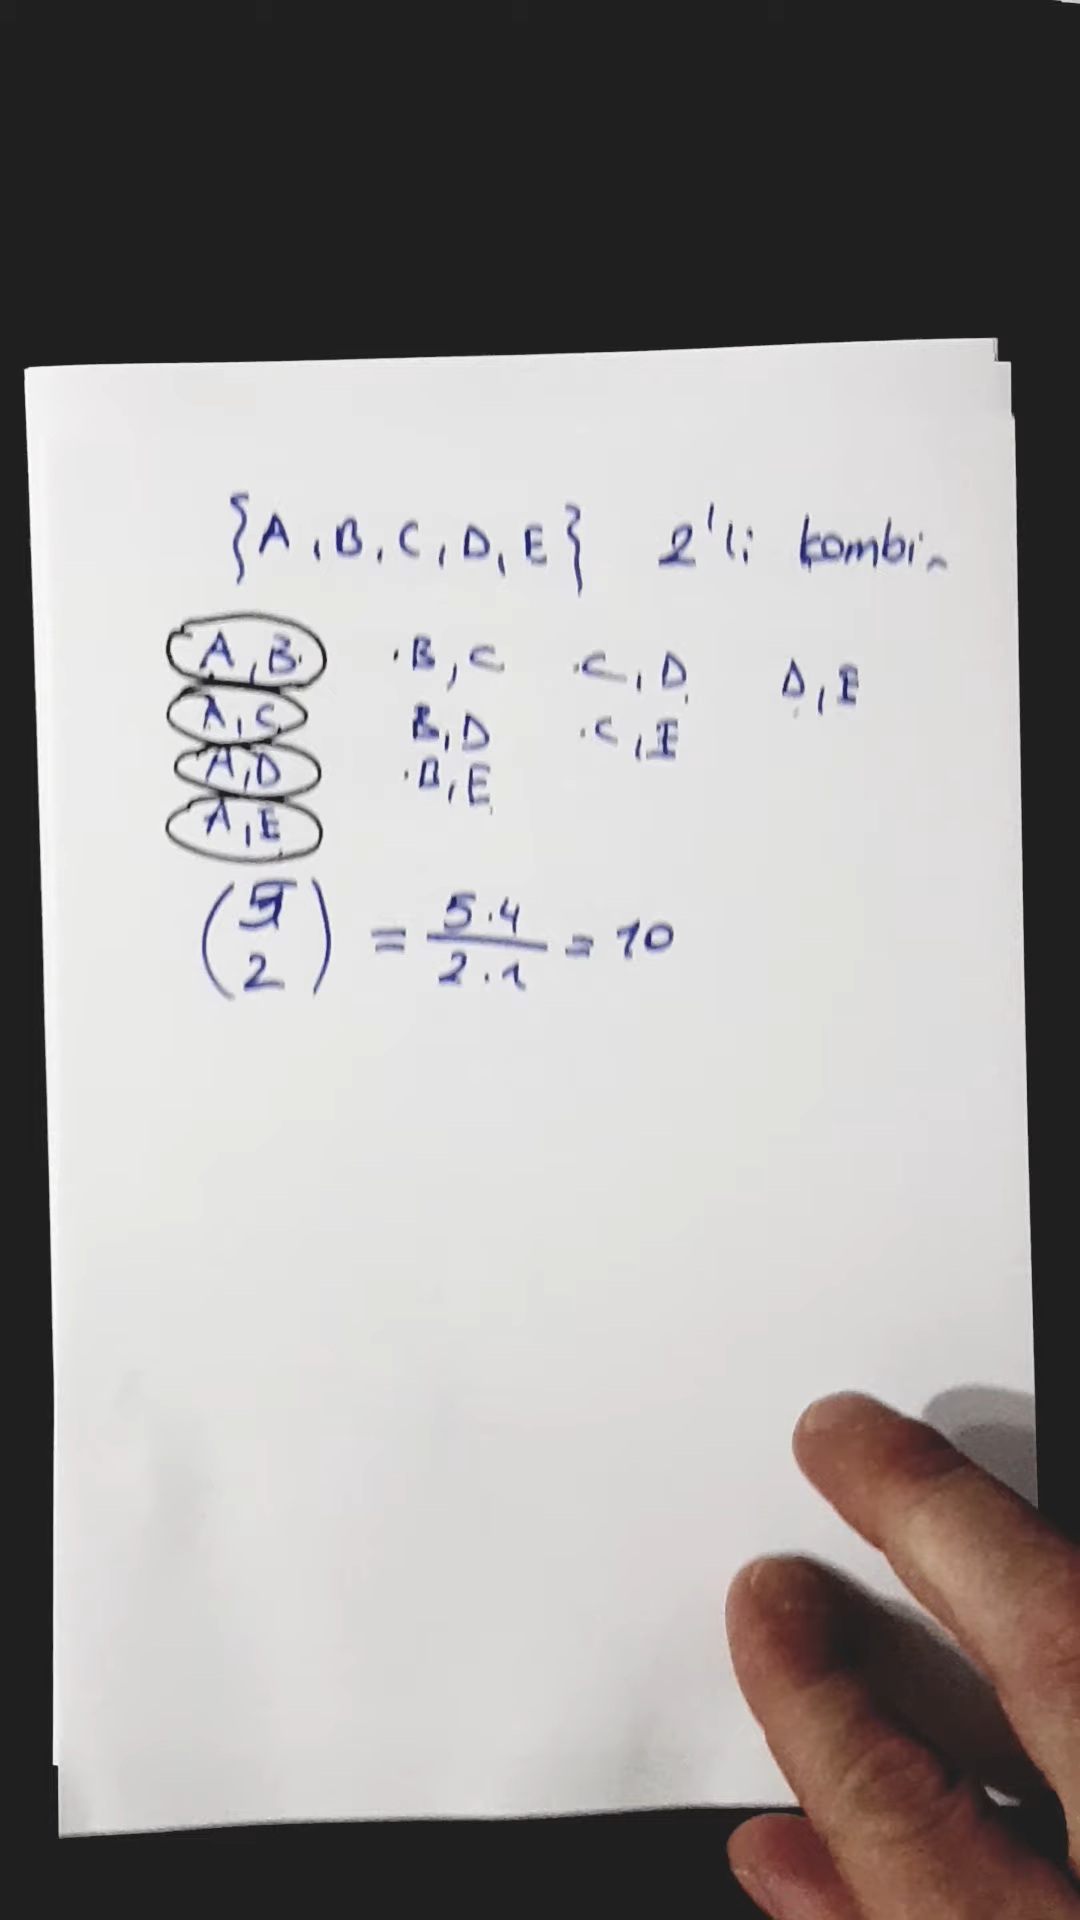 {A, B, C, D, E} 2'li kombin
A, B .B, C .C, D D, E
A, C B, D .C, E
A, D .B, E
A, E
(5 2) = 5.4 / 2.1 = 10